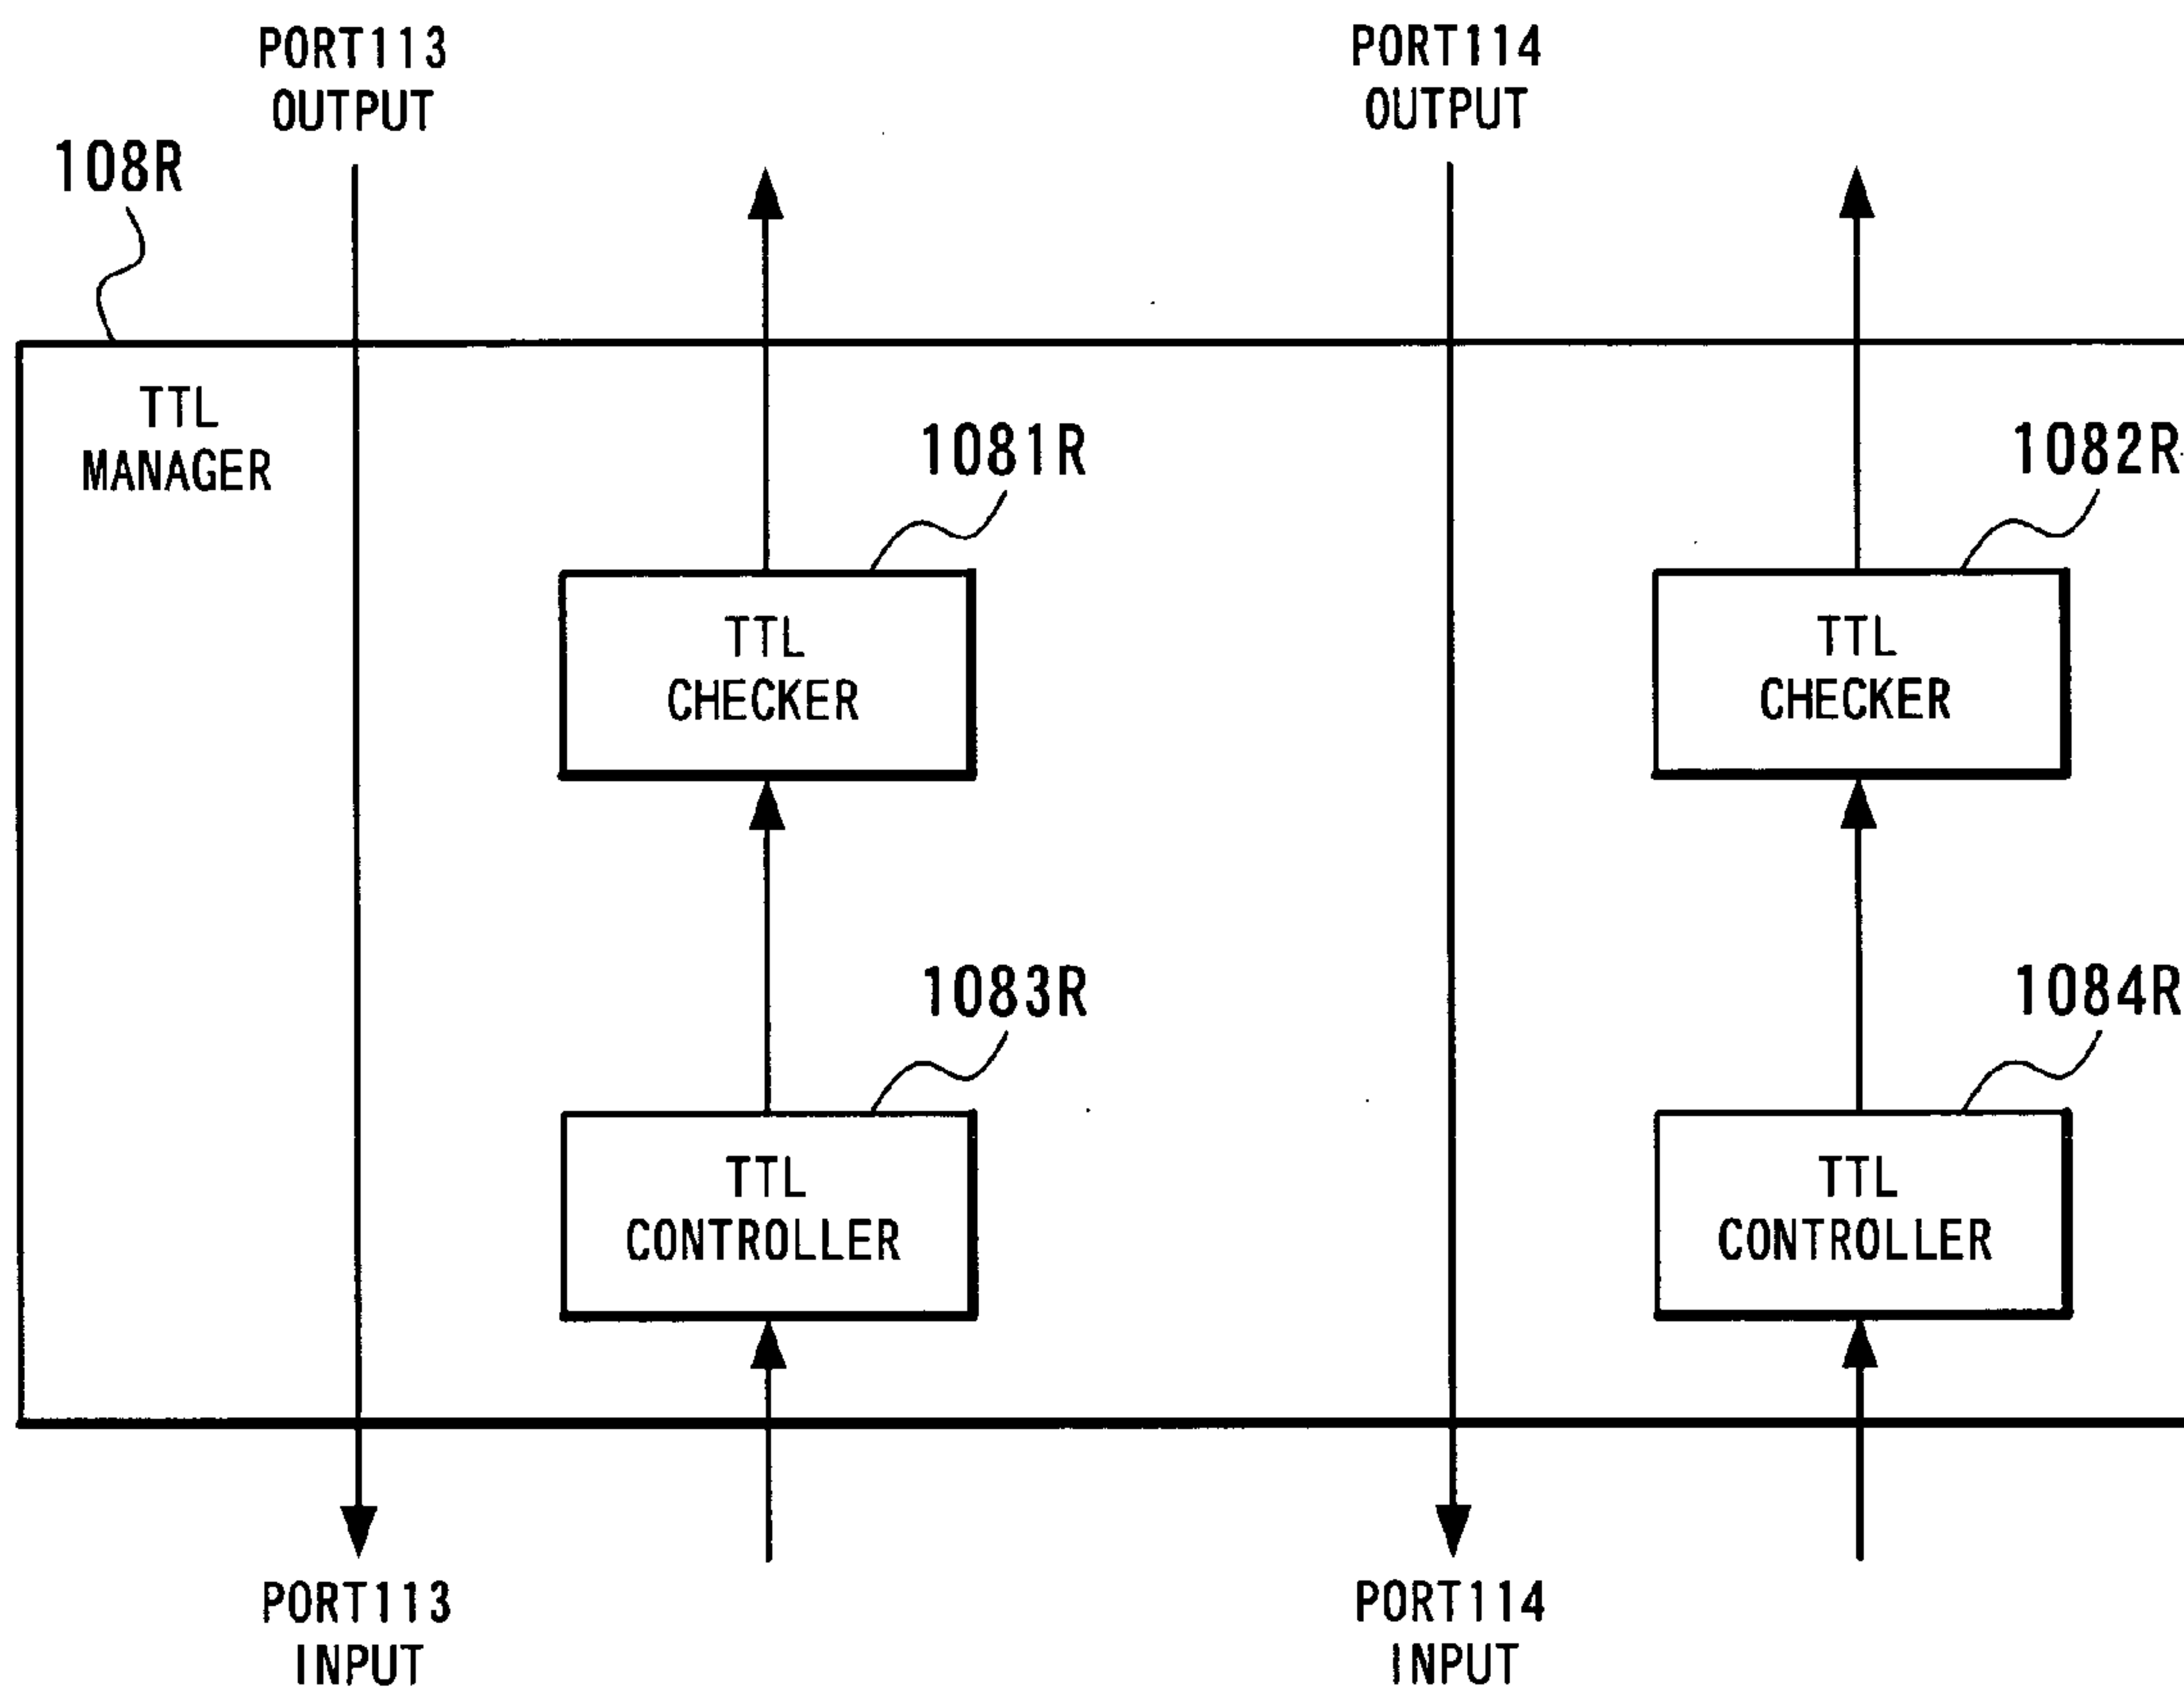 PORT113
OUTPUT
PORT114
OUTPUT
108R
TTL
MANAGER
1081R
1082R
TTL
CHECKER
TTL
CHECKER
1083R
1084R
TTL
CONTROLLER
TTL
CONTROLLER
PORT113
INPUT
PORT114
INPUT